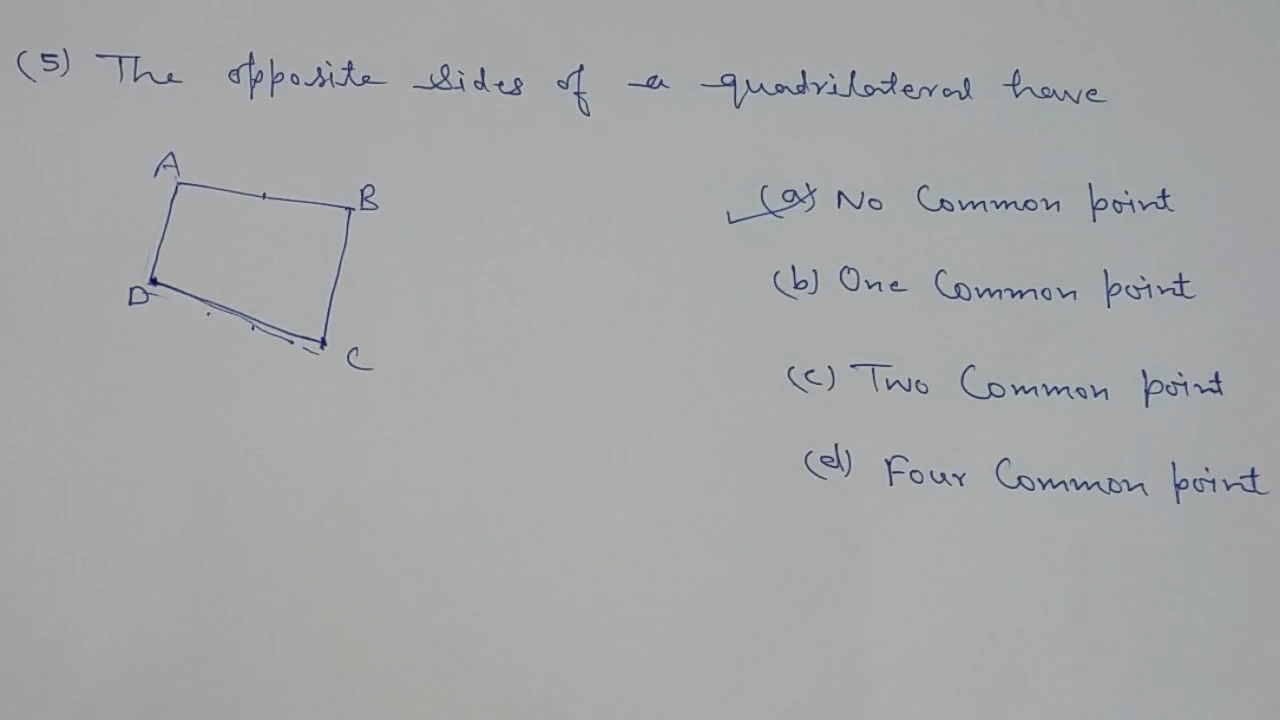 (5) The opposite sides of a quadrilateral have
A
B
D
C
(a) No Common point
(b) One Common point
(c) Two Common point
(d) Four Common point